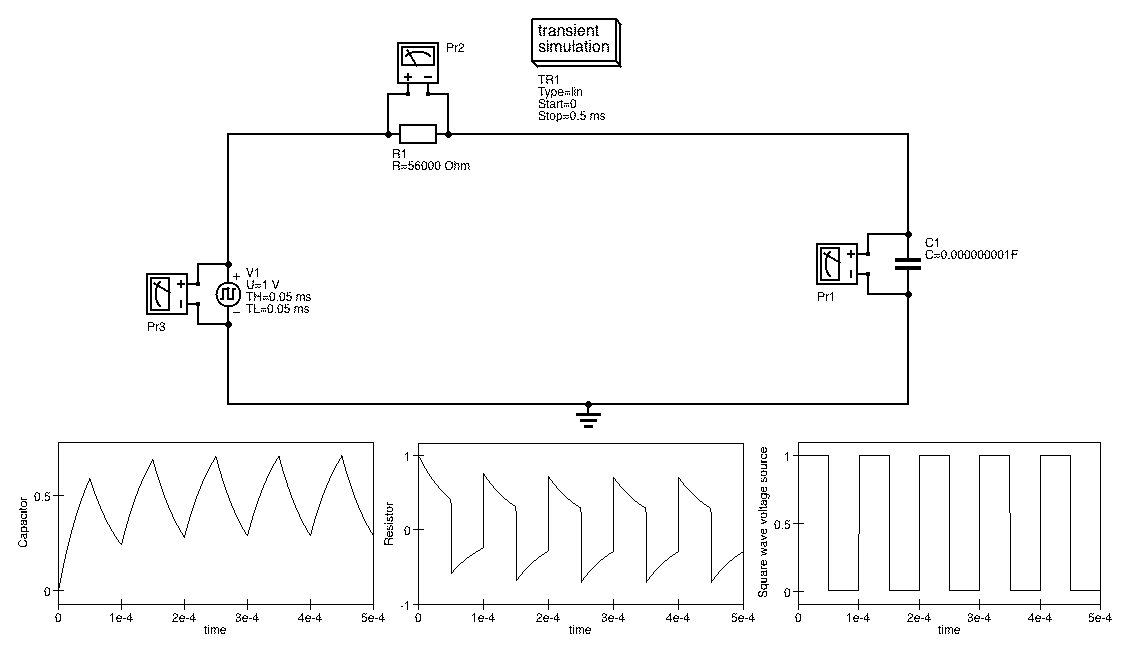 transient
simulation
TR1
Type=lin
Start=0
Stop=0.5 ms
Pr2
+ −
R1
R=56000 Ohm
C1
C=0.000000001F
Pr1
+
V1
U=1 V
TH=0.05 ms
TL=0.05 ms
−
Pr3
Capacitor
0.5
0
0 1e-4 2e-4 3e-4 4e-4 5e-4
time
Resistor
1
0
-1
0 1e-4 2e-4 3e-4 4e-4 5e-4
time
Square wave voltage source
1
0.5
0
0 1e-4 2e-4 3e-4 4e-4 5e-4
time